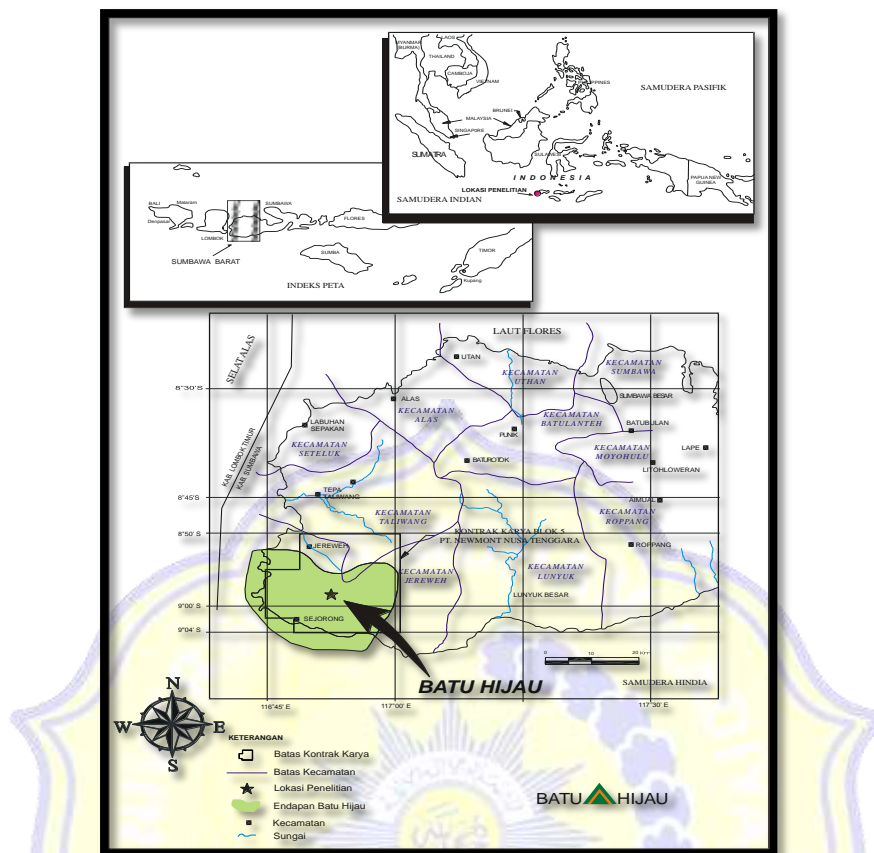 MYANMAR
(BURMA)
LAOS
THAILAND
CAMBOJA
VIETNAM
PHILIPPINES
SAMUDERA PASIFIK
BRUNEI
MALAYSIA
SINGAPORE
SUMATRA
SULAWESI
INDONESIA
PAPUA NEW
GUINEA
LOKASI PENELITIAN
SAMUDERA INDIAN
BALI
Mataram
SUMBAWA
Denpasar
LOMBOK
FLORES
SUMBAWA BARAT
SUMBA
TIMOR
Kupang
INDEKS PETA
LAUT FLORES
SELAT ALAS
UTAN
KECAMATAN
UTHAN
KECAMATAN
SUMBAWA
8°30' S
ALAS
KECAMATAN
ALAS
SUMBAWA BESAR
KECAMATAN
BATULANTEH
BATUBULAN
LABUHAN
SEPAKAN
PUNIK
KECAMATAN
SETELUK
KAB. LOMBOK TIMUR
KAB. SUMBAWA
KECAMATAN
MOYOHULU
LAPE
BATUROTOK
LITOHLOWERAN
TEPA
TALIWANG
8°45' S
AIMUAL
KECAMATAN
TALIWANG
KECAMATAN
ROPPANG
8°50' S
KONTRAK KARYA BLOK 5
PT. NEWMONT NUSA TENGGARA
JEREWEH
ROPPANG
KECAMATAN
JEREWEH
KECAMATAN
LUNYUK
LUNYUK BESAR
9°00' S
SEJORONG
9°04' S
0 10 20 Km
BATU HIJAU
SAMUDERA HINDIA
116°45' E
117°00' E
117°30' E
N
W
E
S
KETERANGAN
Batas Kontrak Karya
Batas Kecamatan
Lokasi Penelitian
Endapan Batu Hijau
Kecamatan
Sungai
BATU HIJAU